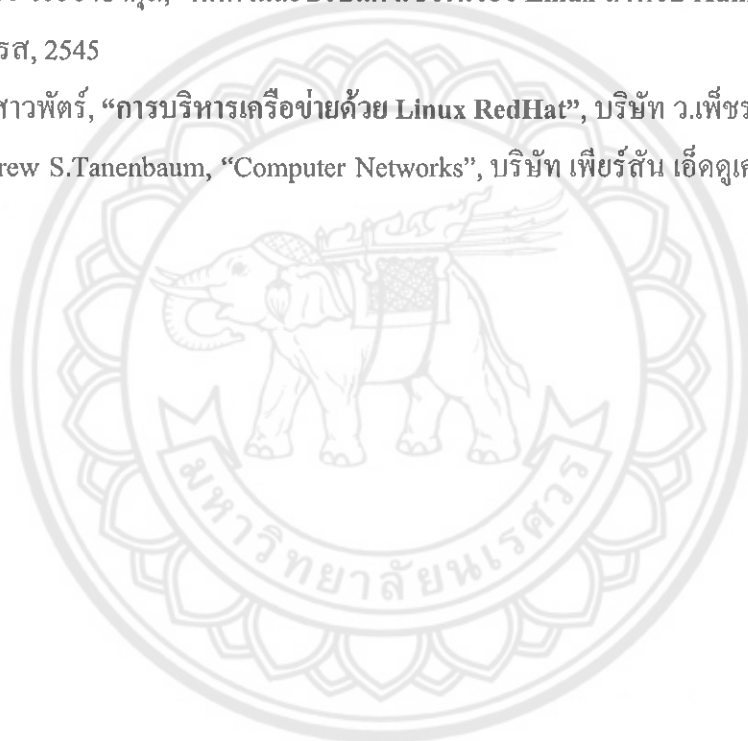 Linux
รส, 2545
สาวพัตร์, “การบริหารเครือข่ายด้วย Linux RedHat”, บริษัท ว.เพ็ชร
rew S.Tanenbaum, “Computer Networks”, บริษัท เพียร์สัน เอ็ดดูเค
มหาวิทยาลัยนเรศวร